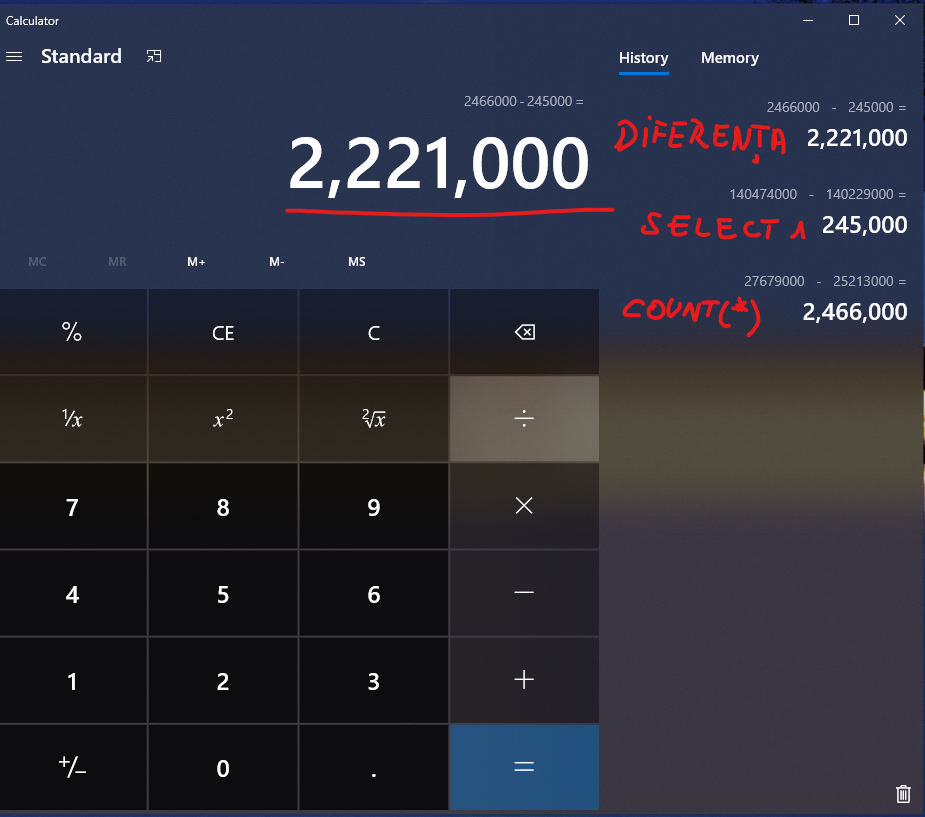 Calculator
Standard
History Memory
2466000 - 245000 =
2,221,000
2466000 - 245000 =
DIFERENȚA 2,221,000
140474000 - 140229000 =
SELECT 1 245,000
27679000 - 25213000 =
COUNT(*) 2,466,000
MC MR M+ M- MS
% CE C
1/x x² ²√x ÷
7 8 9 ×
4 5 6 −
1 2 3 +
+/− 0 . =